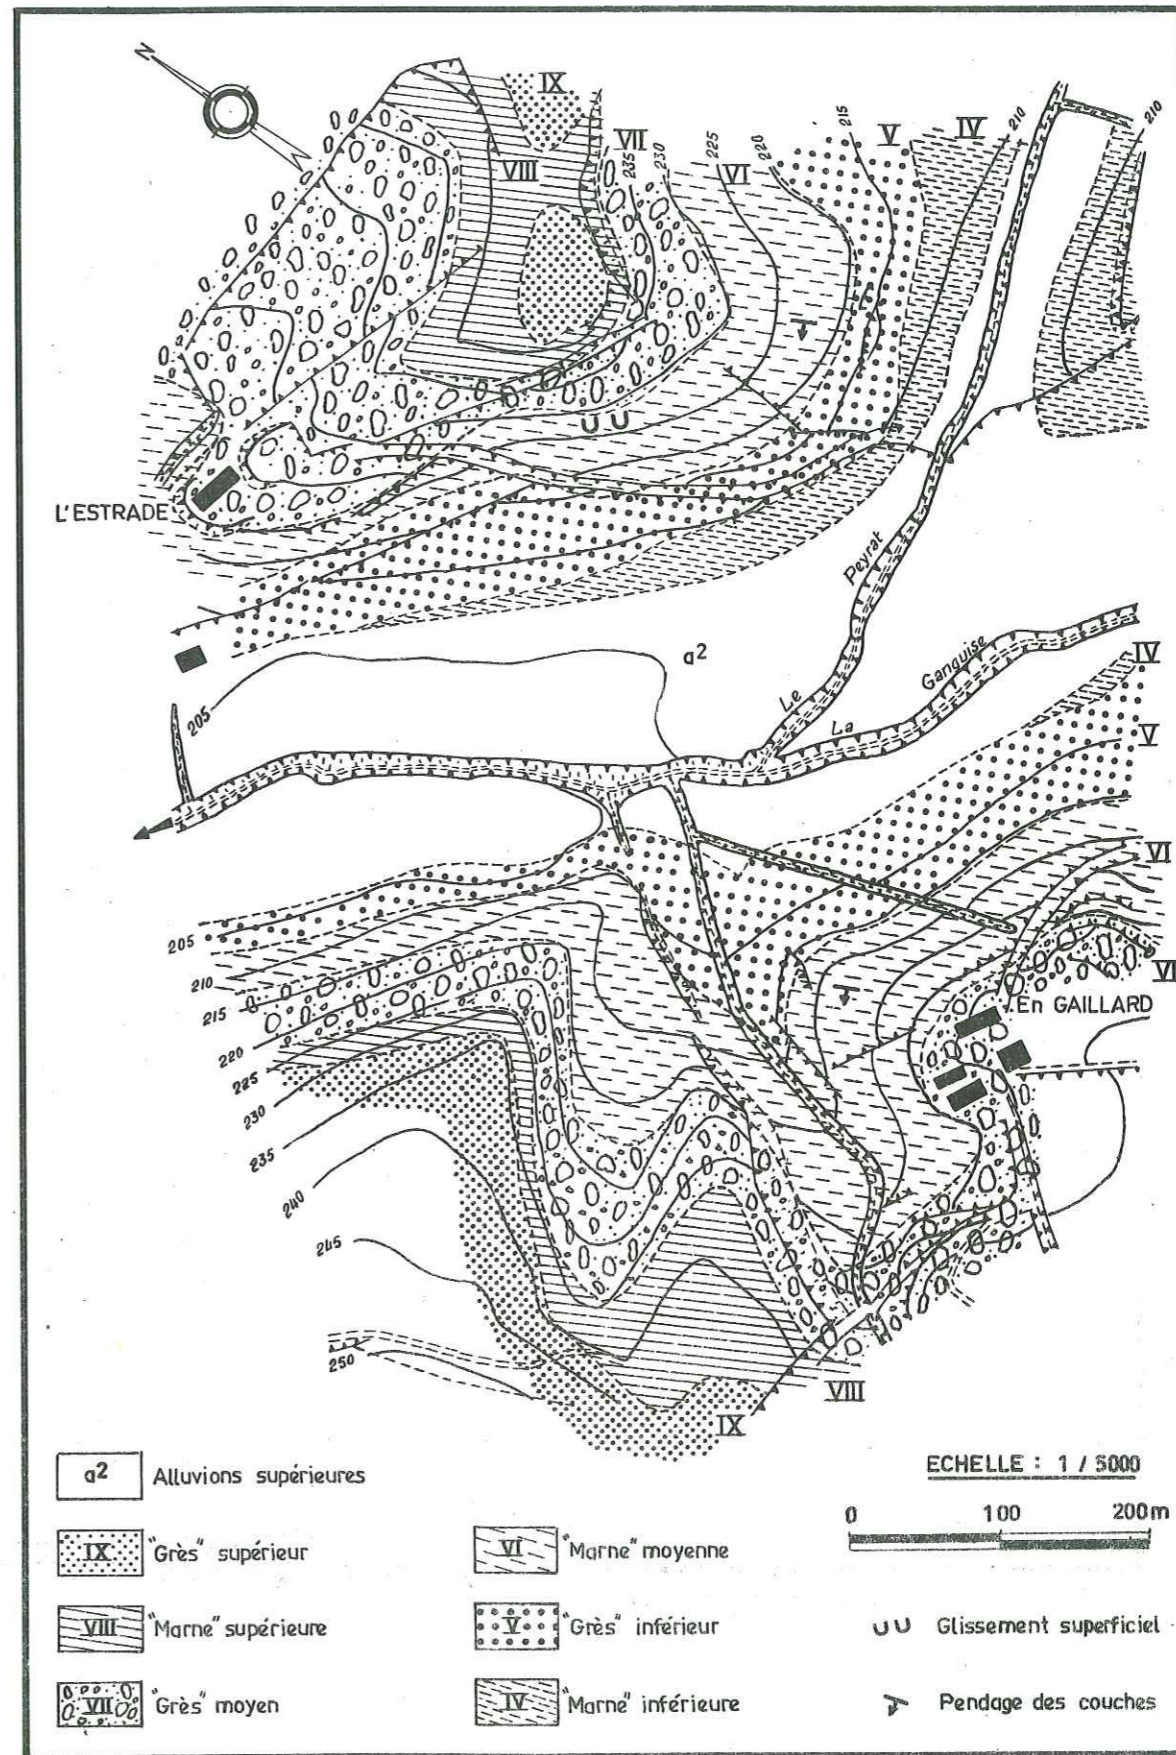 N
IX
VIII
VII
235
230
225
VI
220
215
V
IV
210
210
L'ESTRADE
Peyrat
Le
a2
Ganguise
La
205
IV
V
VI
205
210
215
220
225
230
235
240
245
250
VI
En GAILLARD
VIII
IX
a2 Alluvions supérieures
IX "Grès" supérieur
VIII "Marne" supérieure
VII "Grès" moyen
VI "Marne" moyenne
V "Grès" inférieur
IV "Marne" inférieure
ECHELLE : 1 / 5000
0 100 200m
Glissement superficiel
Pendage des couches